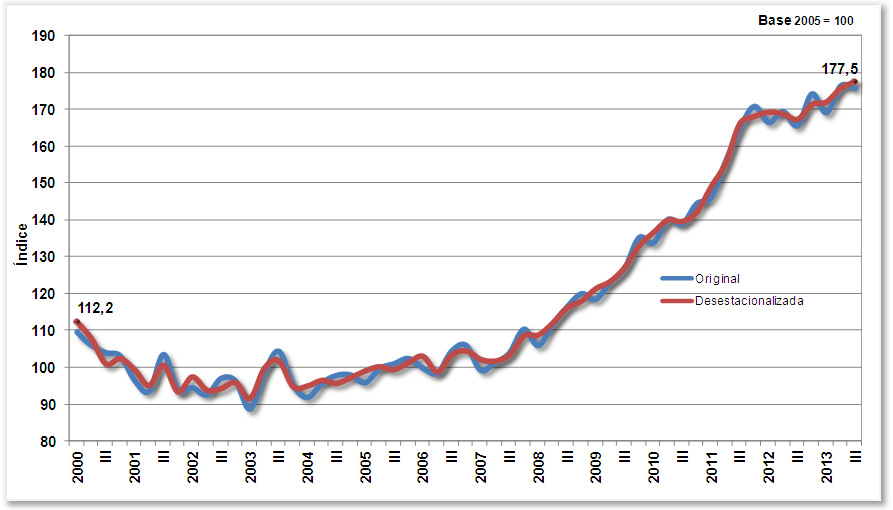 Base 2005 = 100
190
180
170
160
150
140
130
120
110
100
90
80
Índice
112,2
177,5
Original
Desestacionalizada
2000
III
2001
III
2002
III
2003
III
2004
III
2005
III
2006
III
2007
III
2008
III
2009
III
2010
III
2011
III
2012
III
2013
III